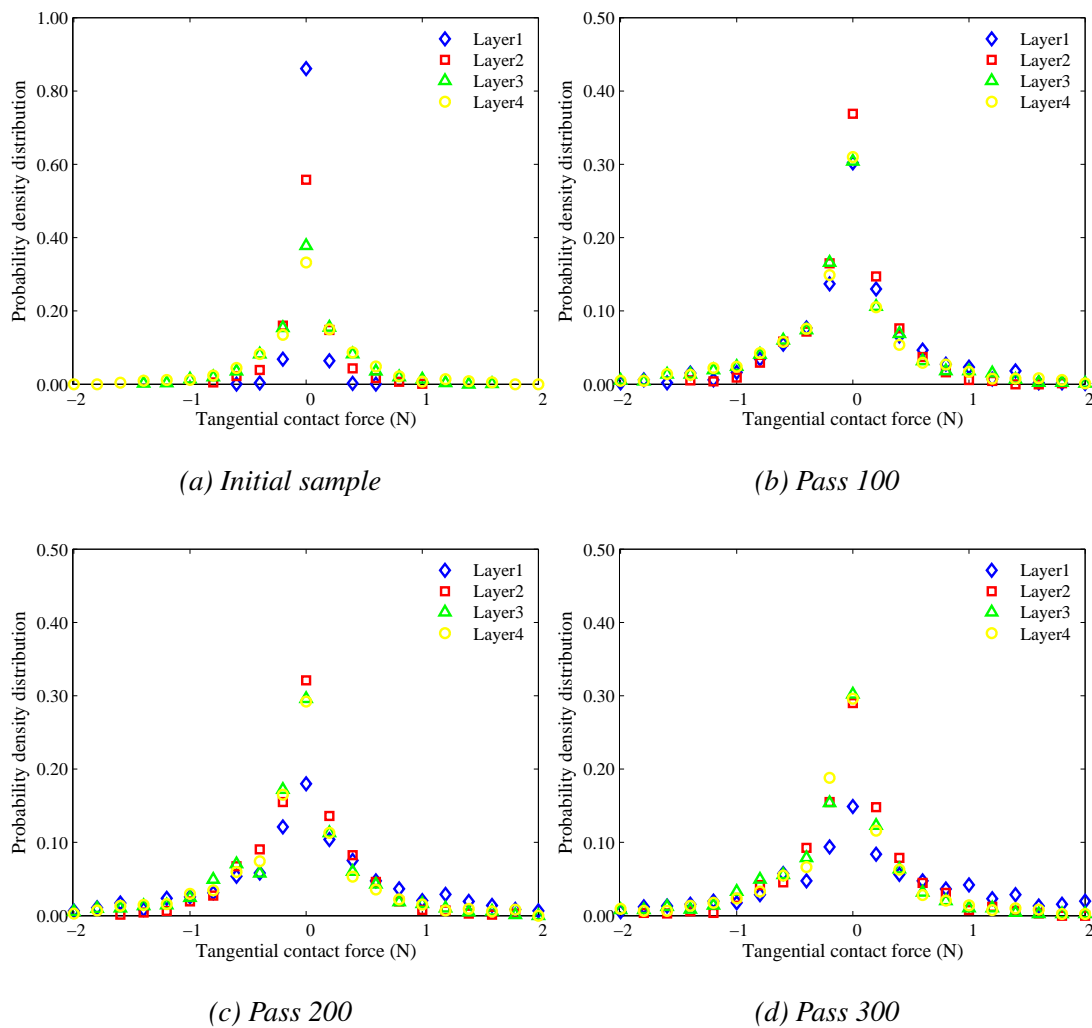 1.00
0.80
0.60
0.40
0.20
0.00
−2
−1
0
1
2
Probability density distribution
Tangential contact force (N)
Layer1
Layer2
Layer3
Layer4
(a) Initial sample
0.50
0.40
0.30
0.20
0.10
0.00
−2
−1
0
1
2
Probability density distribution
Tangential contact force (N)
Layer1
Layer2
Layer3
Layer4
(b) Pass 100
0.50
0.40
0.30
0.20
0.10
0.00
−2
−1
0
1
2
Probability density distribution
Tangential contact force (N)
Layer1
Layer2
Layer3
Layer4
(c) Pass 200
0.50
0.40
0.30
0.20
0.10
0.00
−2
−1
0
1
2
Probability density distribution
Tangential contact force (N)
Layer1
Layer2
Layer3
Layer4
(d) Pass 300